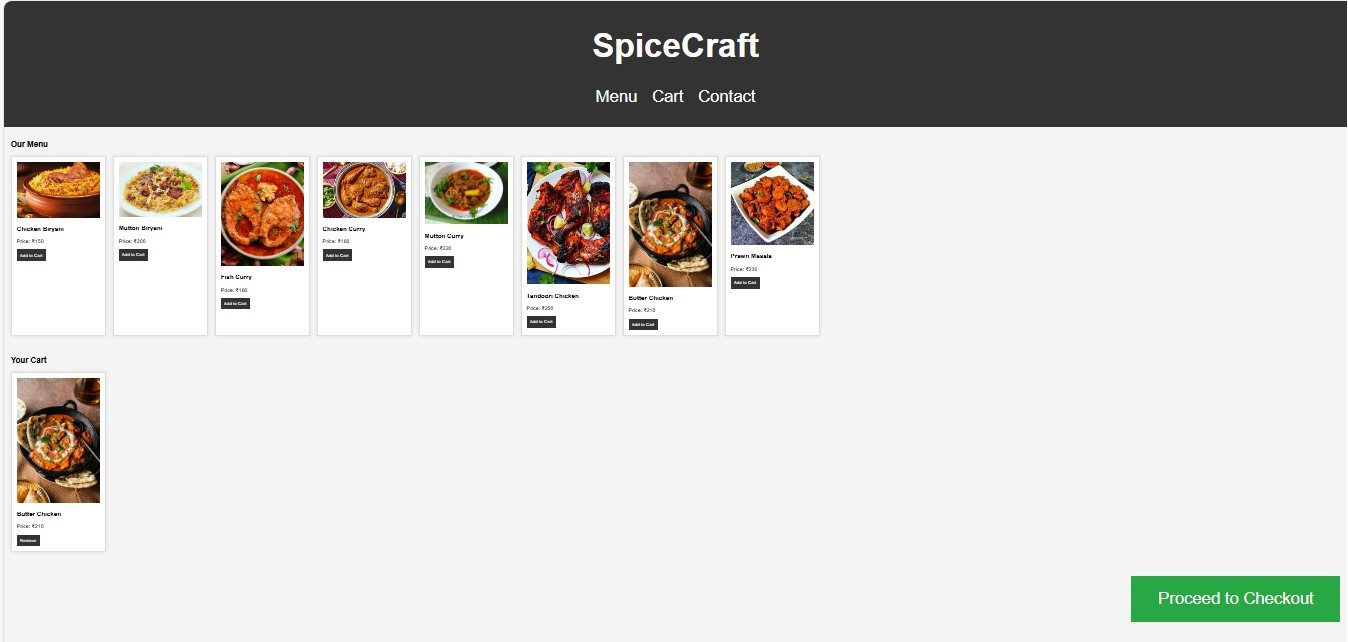 SpiceCraft
Menu Cart Contact
Our Menu
Chicken Biryani
Price: ₹150
Add to Cart
Mutton Biryani
Price: ₹200
Add to Cart
Fish Curry
Price: ₹180
Add to Cart
Chicken Curry
Price: ₹180
Add to Cart
Mutton Curry
Price: ₹220
Add to Cart
Tandoori Chicken
Price: ₹250
Add to Cart
Butter Chicken
Price: ₹210
Add to Cart
Prawn Masala
Price: ₹230
Add to Cart
Your Cart
Butter Chicken
Price: ₹210
Remove
Proceed to Checkout